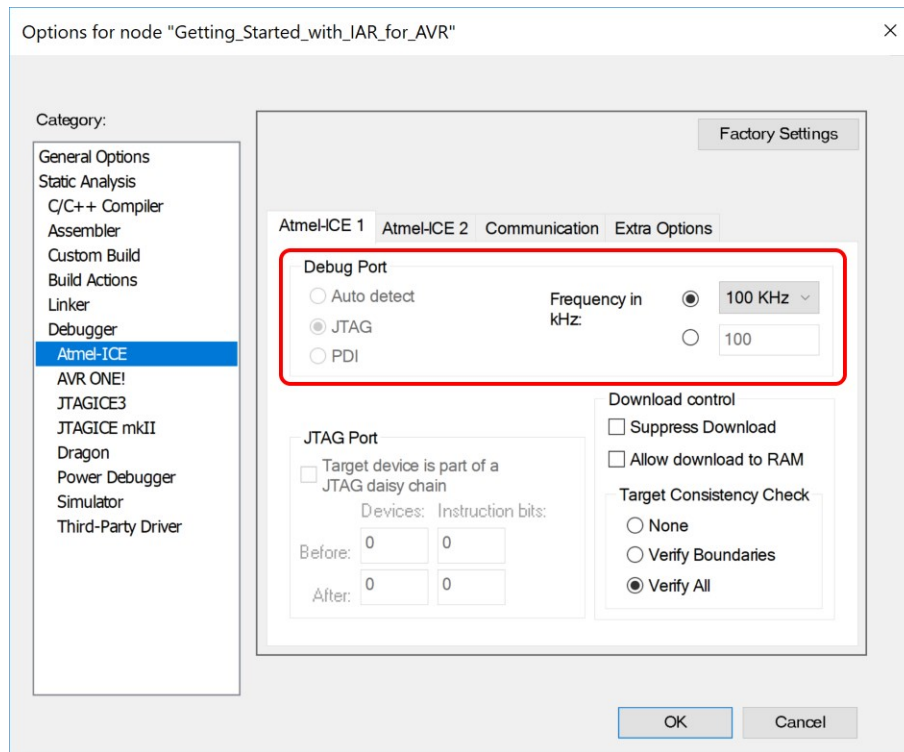 Options for node "Getting_Started_with_IAR_for_AVR"
Category:
General Options
Static Analysis
C/C++ Compiler
Assembler
Custom Build
Build Actions
Linker
Debugger
Atmel-ICE
AVR ONE!
JTAGICE3
JTAGICE mkII
Dragon
Power Debugger
Simulator
Third-Party Driver
Factory Settings
Atmel-ICE 1 Atmel-ICE 2 Communication Extra Options
Debug Port
Auto detect
JTAG
PDI
Frequency in
kHz:
100 KHz
100
JTAG Port
Target device is part of a
JTAG daisy chain
Devices: Instruction bits:
Before: 0 0
After: 0 0
Download control
Suppress Download
Allow download to RAM
Target Consistency Check
None
Verify Boundaries
Verify All
OK Cancel